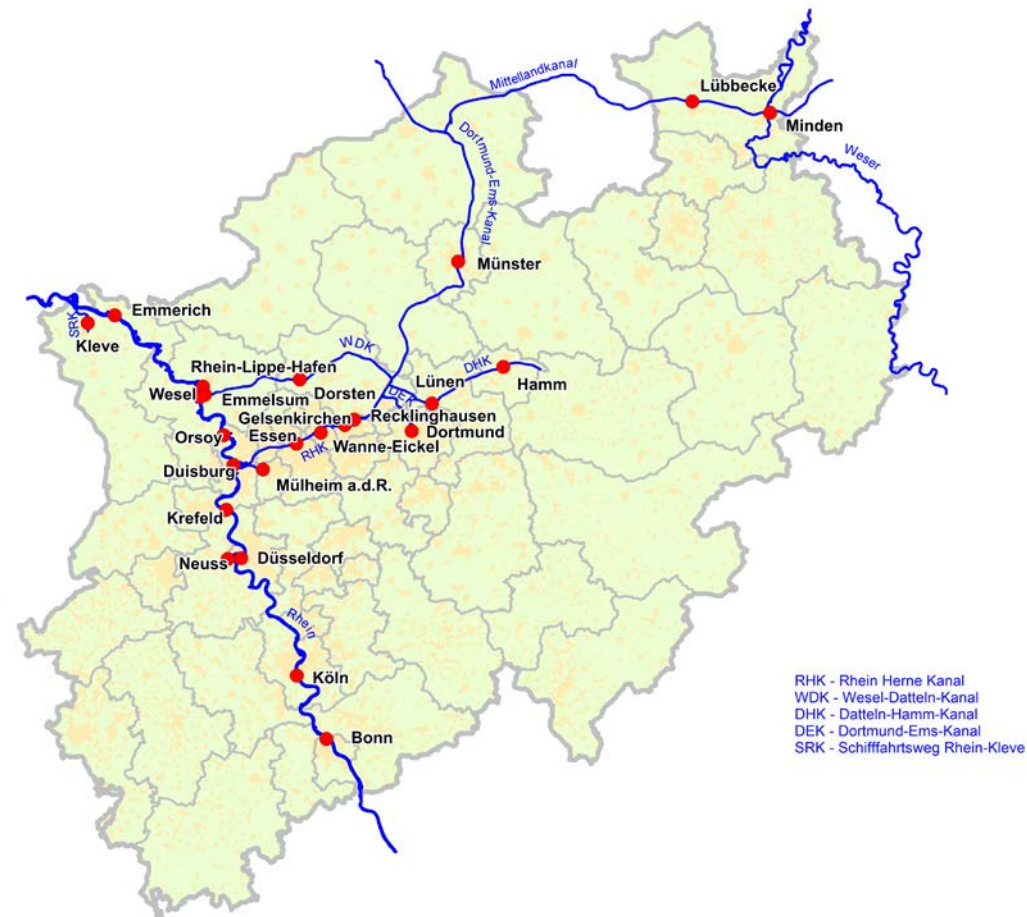 Mittellandkanal
Lübbecke
Minden
Dortmund-Ems-Kanal
Weser
Münster
Emmerich
SRK
Kleve
WDK
Rhein-Lippe-Hafen
DHK
Hamm
Wesel
Emmelsum
Dorsten
DEK
Lünen
Gelsenkirchen
Recklinghausen
Orsoy
Essen
RHK
Wanne-Eickel
Dortmund
Duisburg
Mülheim a.d.R.
Krefeld
Neuss
Düsseldorf
Rhein
Köln
Bonn
RHK - Rhein Herne Kanal
WDK - Wesel-Datteln-Kanal
DHK - Datteln-Hamm-Kanal
DEK - Dortmund-Ems-Kanal
SRK - Schifffahrtsweg Rhein-Kleve